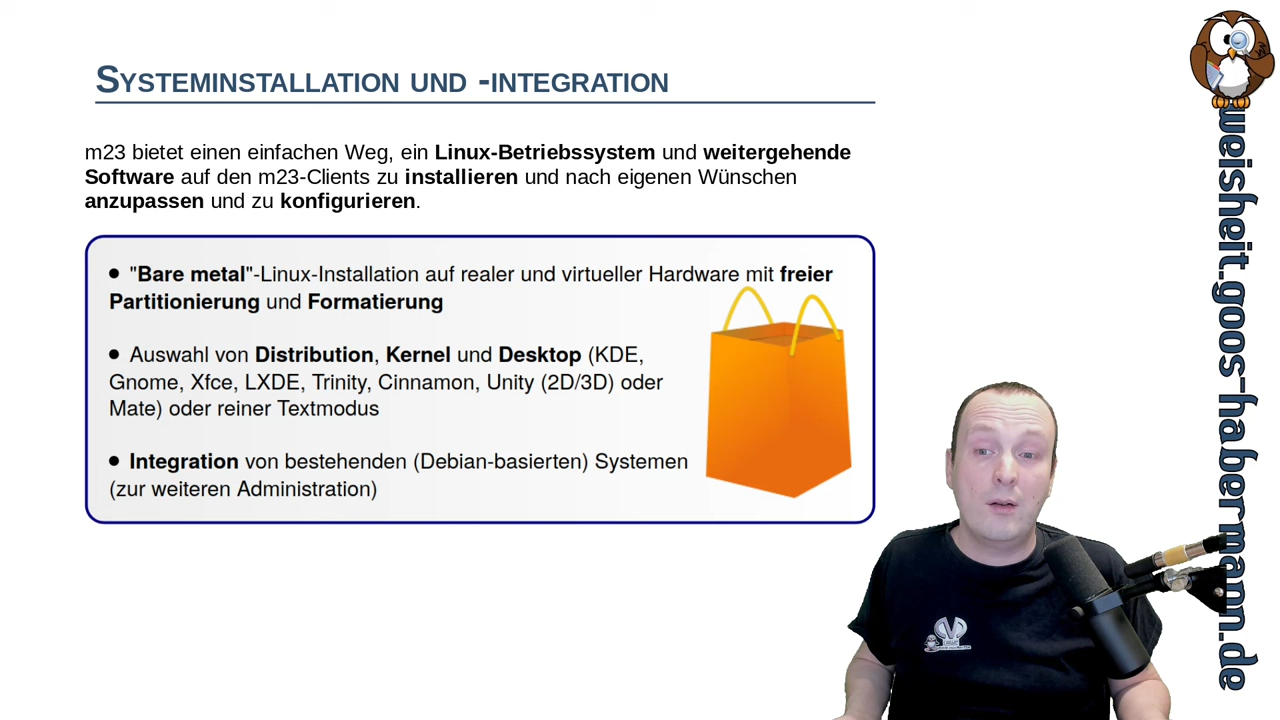 Systeminstallation und -integration
m23 bietet einen einfachen Weg, ein Linux-Betriebssystem und weitergehende
Software auf den m23-Clients zu installieren und nach eigenen Wünschen
anzupassen und zu konfigurieren.
● "Bare metal"-Linux-Installation auf realer und virtueller Hardware mit freier
Partitionierung und Formatierung
● Auswahl von Distribution, Kernel und Desktop (KDE,
Gnome, Xfce, LXDE, Trinity, Cinnamon, Unity (2D/3D) oder
Mate) oder reiner Textmodus
● Integration von bestehenden (Debian-basierten) Systemen
(zur weiteren Administration)
weisheit.goos-habermann.de